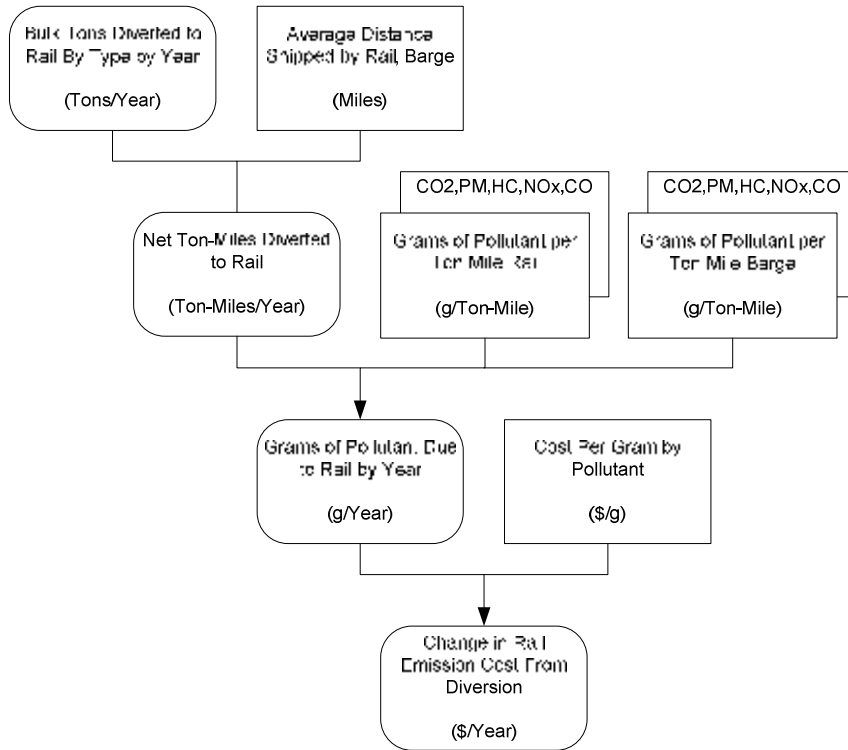 Bulk Tons Diverted to
Rail By Type by Year
(Tons/Year)
Average Distance
Shipped by Rail, Barge
(Miles)
Net Ton-Miles Diverted
to Rail
(Ton-Miles/Year)
CO2,PM,HC,NOx,CO
Grams of Pollutant per
Ton Mile Rail
(g/Ton-Mile)
CO2,PM,HC,NOx,CO
Grams of Pollutant per
Ton Mile Barge
(g/Ton-Mile)
Grams of Pollutant Due
to Rail by Year
(g/Year)
Cost Per Gram by
Pollutant
($/g)
Change in Rail
Emission Cost From
Diversion
($/Year)